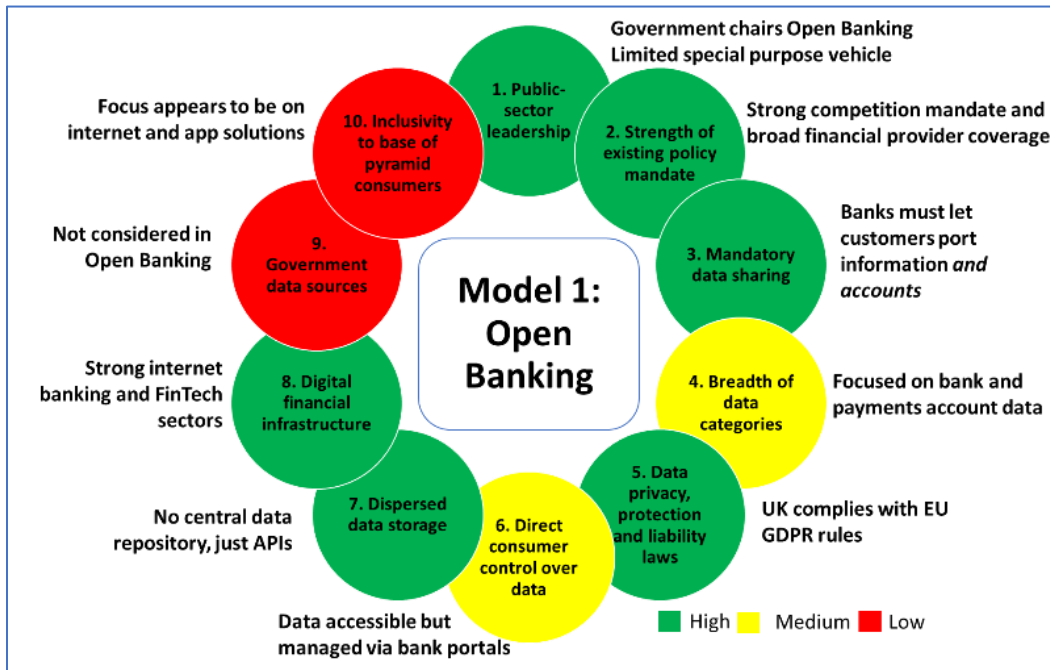 Government chairs Open Banking
Limited special purpose vehicle
1. Public-
sector
leadership
Strong competition mandate and
broad financial provider coverage
2. Strength of
existing policy
mandate
Banks must let
customers port
information and
accounts
3. Mandatory
data sharing
Focused on bank and
payments account data
4. Breadth of
data
categories
UK complies with EU
GDPR rules
5. Data
privacy,
protection
and liability
laws
Data accessible but
managed via bank portals
6. Direct
consumer
control over
data
No central data
repository, just APIs
7. Dispersed
data storage
Strong internet
banking and FinTech
sectors
8. Digital
financial
infrastructure
Not considered in
Open Banking
9.
Government
data sources
Focus appears to be on
internet and app solutions
10. Inclusivity
to base of
pyramid
consumers
Model 1:
Open
Banking
High Medium Low